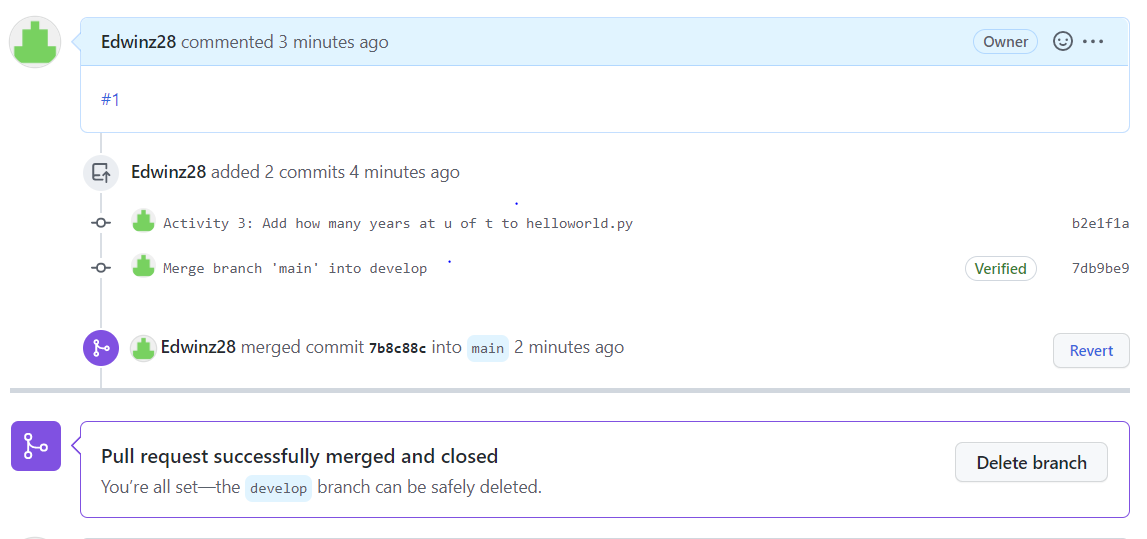 Edwinz28 commented 3 minutes ago Owner
#1
Edwinz28 added 2 commits 4 minutes ago
Activity 3: Add how many years at u of t to helloworld.py b2e1f1a
Merge branch 'main' into develop Verified 7db9be9
Edwinz28 merged commit 7b8c88c into main 2 minutes ago Revert
Pull request successfully merged and closed
You’re all set—the develop branch can be safely deleted.
Delete branch